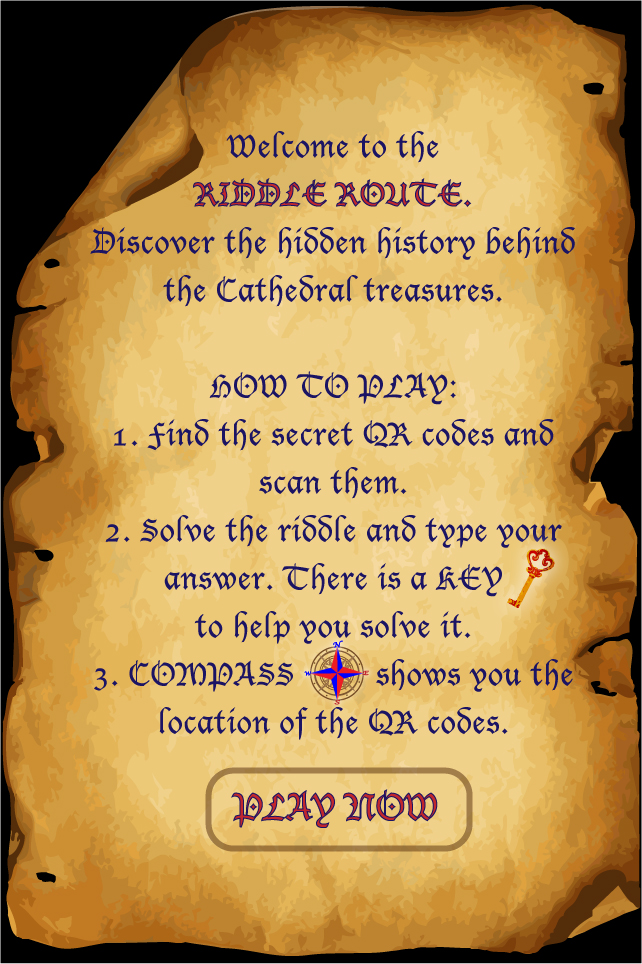 Welcome to the
RIDDLE ROUTE.
Discover the hidden history behind
the Cathedral treasures.
HOW TO PLAY:
1. Find the secret QR codes and
scan them.
2. Solve the riddle and type your
answer. There is a KEY
to help you solve it.
3. COMPASS shows you the
location of the QR codes.
PLAY NOW